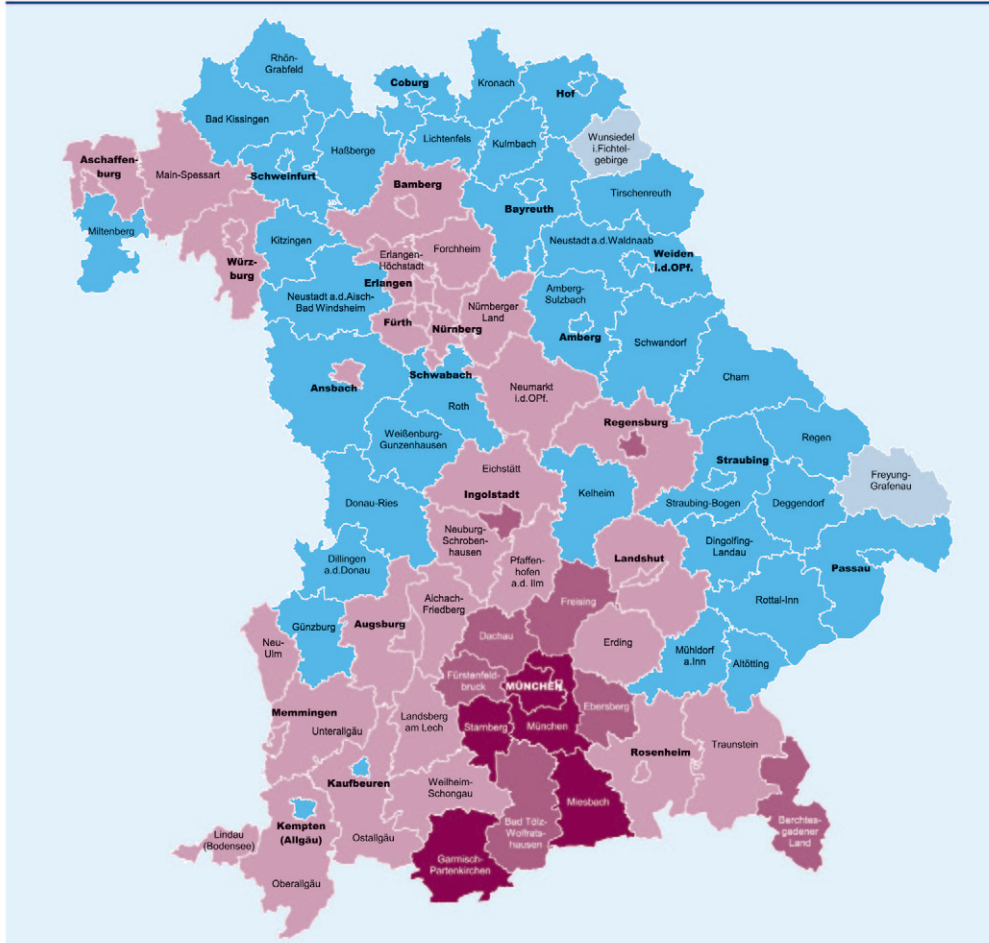 Rhön-
Grabfeld
Coburg
Kronach
Hof
Bad Kissingen
Lichtenfels
Kulmbach
Wunsiedel
i.Fichtel-
gebirge
Haßberge
Aschaffen-
burg
Main-Spessart
Schweinfurt
Bamberg
Bayreuth
Tirschenreuth
Miltenberg
Kitzingen
Erlangen-
Höchstadt
Forchheim
Neustadt a.d.Waldnaab
Weiden
i.d.OPf.
Würz-
burg
Erlangen
Neustadt a.d.Aisch-
Bad Windsheim
Nürnberger
Land
Amberg-
Sulzbach
Fürth
Nürnberg
Amberg
Schwandorf
Schwabach
Ansbach
Roth
Neumarkt
i.d.OPf.
Cham
Regensburg
Weißenburg-
Gunzenhausen
Regen
Straubing
Eichstätt
Freyung-
Grafenau
Ingolstadt
Kelheim
Donau-Ries
Straubing-Bogen
Deggendorf
Neuburg-
Schroben-
hausen
Dingolfing-
Landau
Dillingen
a.d.Donau
Pfaffen-
hofen
a.d. Ilm
Landshut
Passau
Aichach-
Friedberg
Freising
Rottal-Inn
Günzburg
Augsburg
Dachau
Erding
Neu-
Ulm
Mühldorf
a.Inn
Altötting
Fürstenfeld-
bruck
MÜNCHEN
Ebersberg
Memmingen
Landsberg
am Lech
Starnberg
München
Unterallgäu
Rosenheim
Traunstein
Kaufbeuren
Weilheim-
Schongau
Miesbach
Bad Tölz-
Wolfrats-
hausen
Berchtes-
gadener
Land
Kempten
(Allgäu)
Lindau
(Bodensee)
Ostallgäu
Garmisch-
Partenkirchen
Oberallgäu